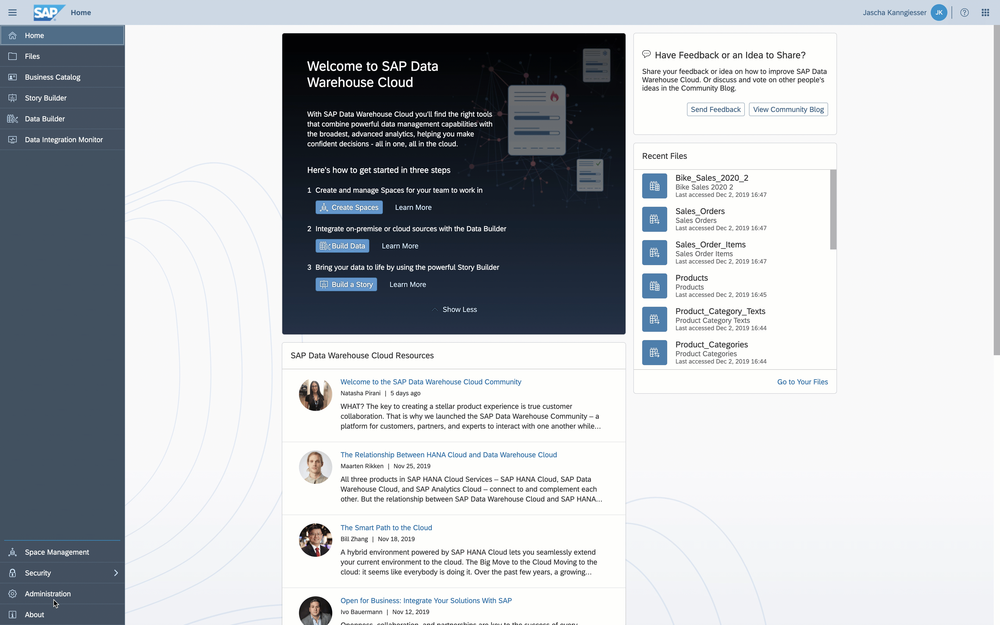 SAP Home
Jascha Kanngiesser JK
Home
Files
Business Catalog
Story Builder
Data Builder
Data Integration Monitor
Space Management
Security
Administration
About
Welcome to SAP Data
Warehouse Cloud
With SAP Data Warehouse Cloud you'll find the right tools
that combine powerful data management capabilities with
the broadest, advanced analytics, helping you make
confident decisions - all in one, all in the cloud.
Here's how to get started in three steps
1 Create and manage Spaces for your team to work in
Create Spaces Learn More
2 Integrate on-premise or cloud sources with the Data Builder
Build Data Learn More
3 Bring your data to life by using the powerful Story Builder
Build a Story Learn More
Show Less
SAP Data Warehouse Cloud Resources
Welcome to the SAP Data Warehouse Cloud Community
Natasha Pirani | 5 days ago
WHAT? The key to creating a stellar product experience is true customer
collaboration. That is why we launched the SAP Data Warehouse Community – a
platform for customers, partners, and experts to interact with one another while...
The Relationship Between HANA Cloud and Data Warehouse Cloud
Maarten Rikken | Nov 25, 2019
All three products in SAP HANA Cloud Services – SAP HANA Cloud, SAP Data
Warehouse Cloud, and SAP Analytics Cloud – connect to and complement each
other. But the relationship between SAP Data Warehouse Cloud and SAP HANA...
The Smart Path to the Cloud
Bill Zhang | Nov 18, 2019
A hybrid environment powered by SAP HANA Cloud lets you seamlessly extend
your current environment to the cloud. The Big Move to the Cloud Moving to the
cloud: it seems like everybody is doing it. Over the past few years, a growing...
Open for Business: Integrate Your Solutions With SAP
Ivo Bauermann | Nov 12, 2019
Openness, collaboration, and partnerships are key to the success of every
Have Feedback or an Idea to Share?
Share your feedback or idea on how to improve SAP Data
Warehouse Cloud. Or discuss and vote on other people's
ideas in the Community Blog.
Send Feedback View Community Blog
Recent Files
Bike_Sales_2020_2
Bike Sales 2020 2
Last accessed Dec 2, 2019 16:47
Sales_Orders
Sales Orders
Last accessed Dec 2, 2019 16:47
Sales_Order_Items
Sales Order Items
Last accessed Dec 2, 2019 16:47
Products
Products
Last accessed Dec 2, 2019 16:45
Product_Category_Texts
Product Category Texts
Last accessed Dec 2, 2019 16:44
Product_Categories
Product Categories
Last accessed Dec 2, 2019 16:44
Go to Your Files